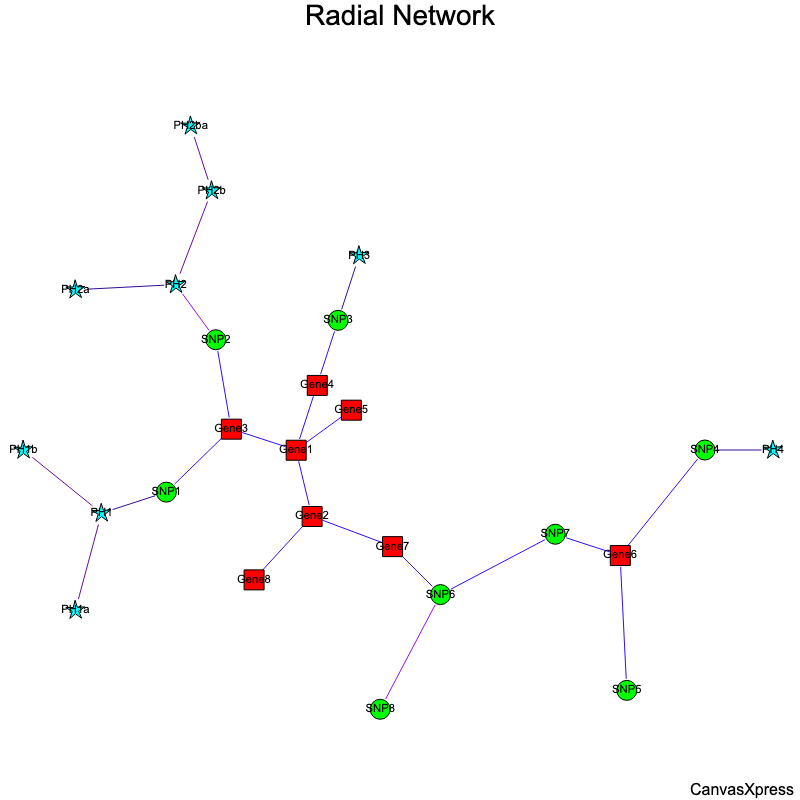 Radial Network
PH2ba
PH2b
PH3
PH2
PH2a
SNP3
SNP2
Gene4
Gene5
Gene3
Gene1
PH1b
SNP4
PH4
SNP1
PH1
Gene2
SNP7
Gene7
Gene6
Gene8
SNP6
PH1a
SNP5
SNP8
CanvasXpress